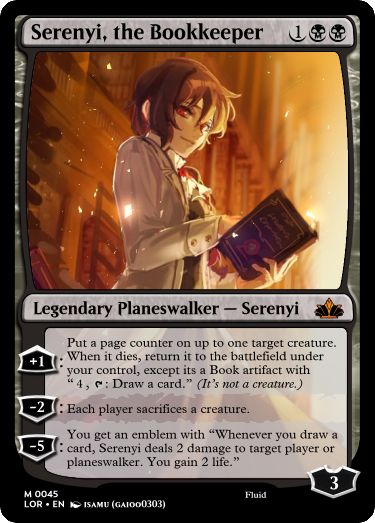 Serenyi, the Bookkeeper 1
Legendary Planeswalker — Serenyi
+1: Put a page counter on up to one target creature.
When it dies, return it to the battlefield under
your control, except its a Book artifact with
“ 4 , : Draw a card.” (It's not a creature.)
−2: Each player sacrifices a creature.
−5: You get an emblem with “Whenever you draw a
card, Serenyi deals 2 damage to target player or
planeswalker. You gain 2 life.”
3
M 0045
LOR • EN ISAMU (GAI000303)
Fluid